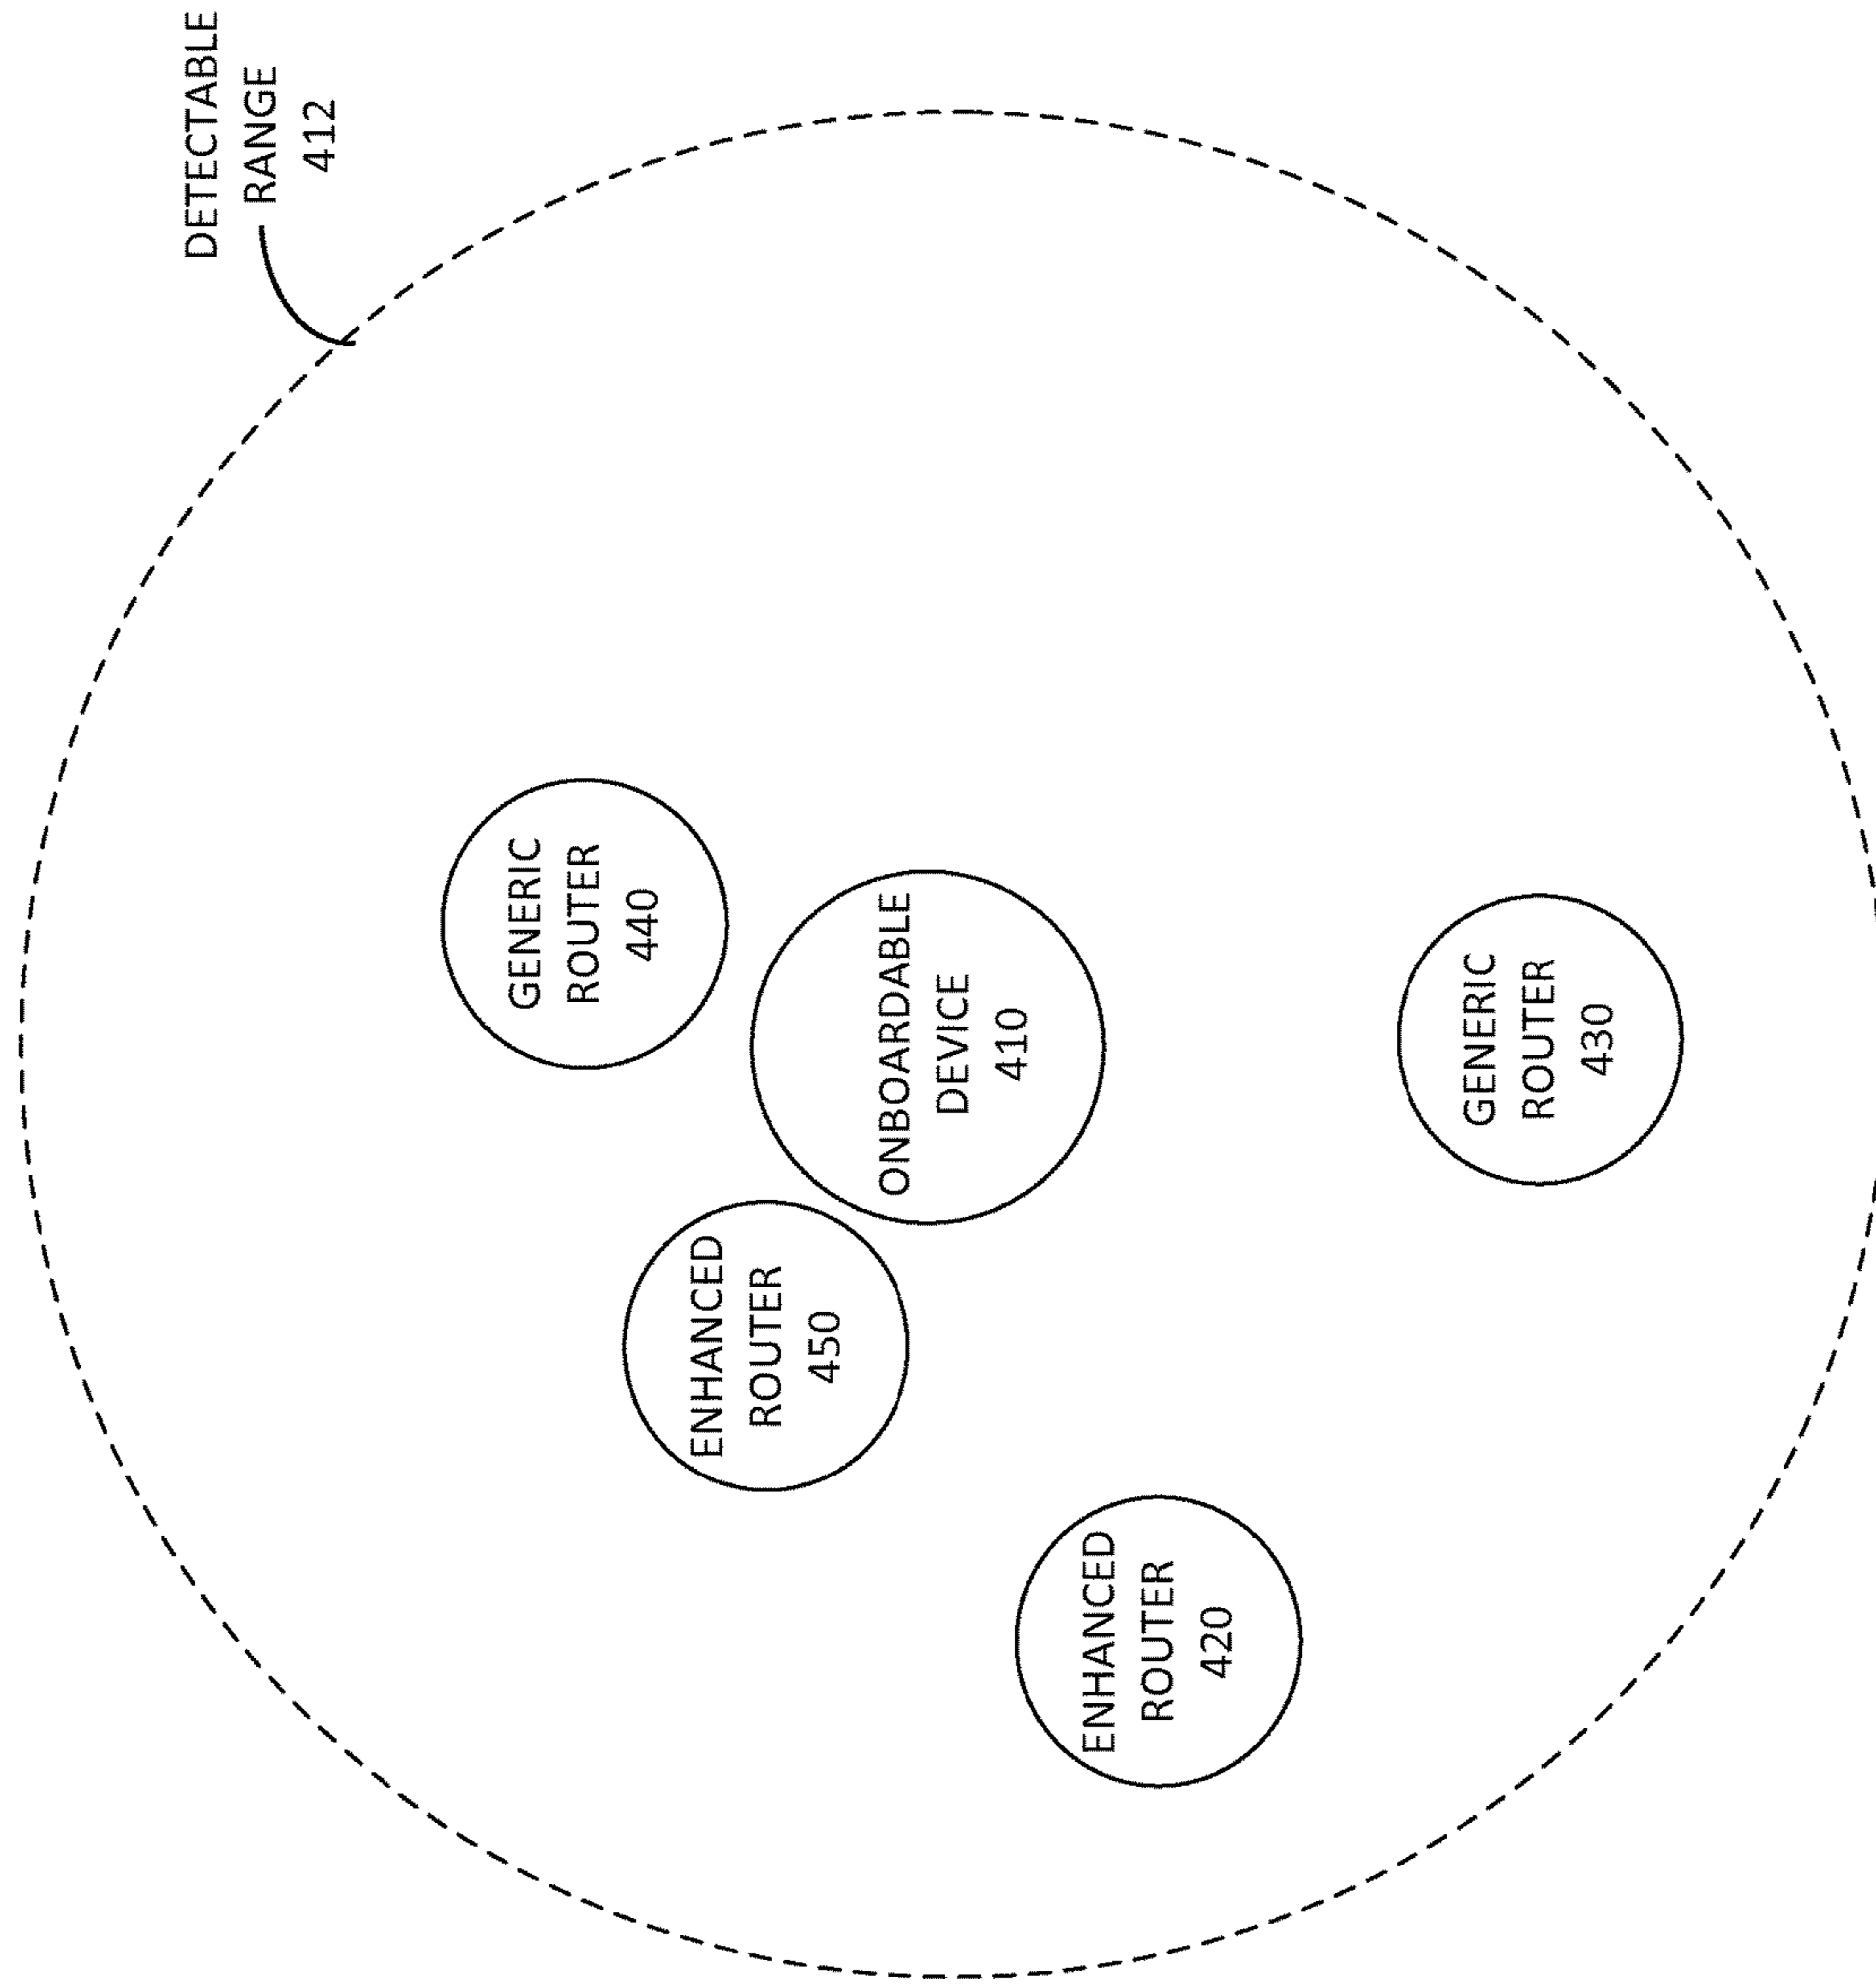 DETECTABLE
RANGE
412
GENERIC
ROUTER
440
ENHANCED
ROUTER
450
ONBOARDABLE
DEVICE
410
ENHANCED
ROUTER
420
GENERIC
ROUTER
430